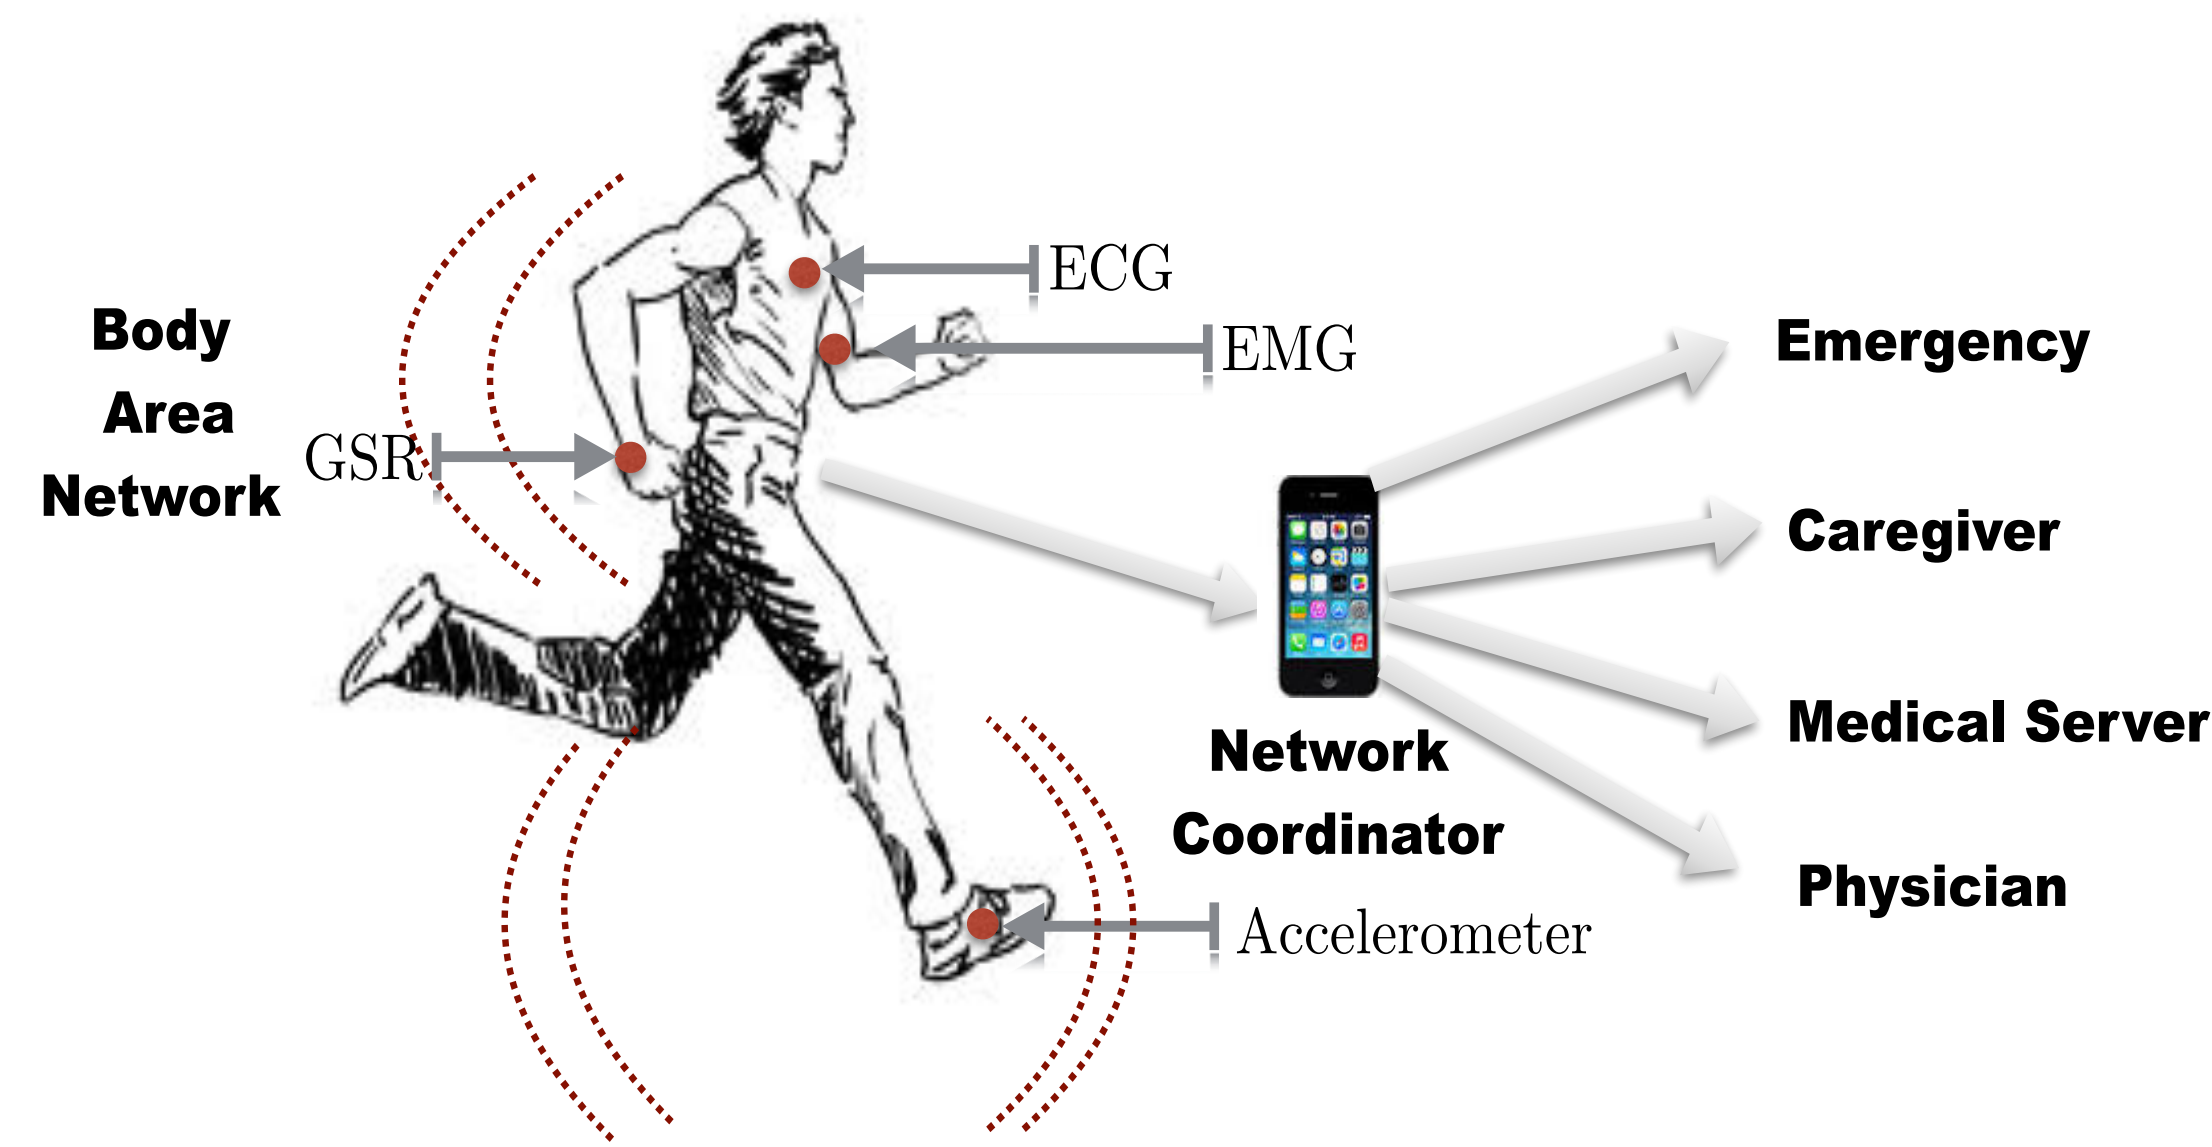 Body
Area
Network
GSR
ECG
EMG
Accelerometer
Network
Coordinator
Emergency
Caregiver
Medical Server
Physician